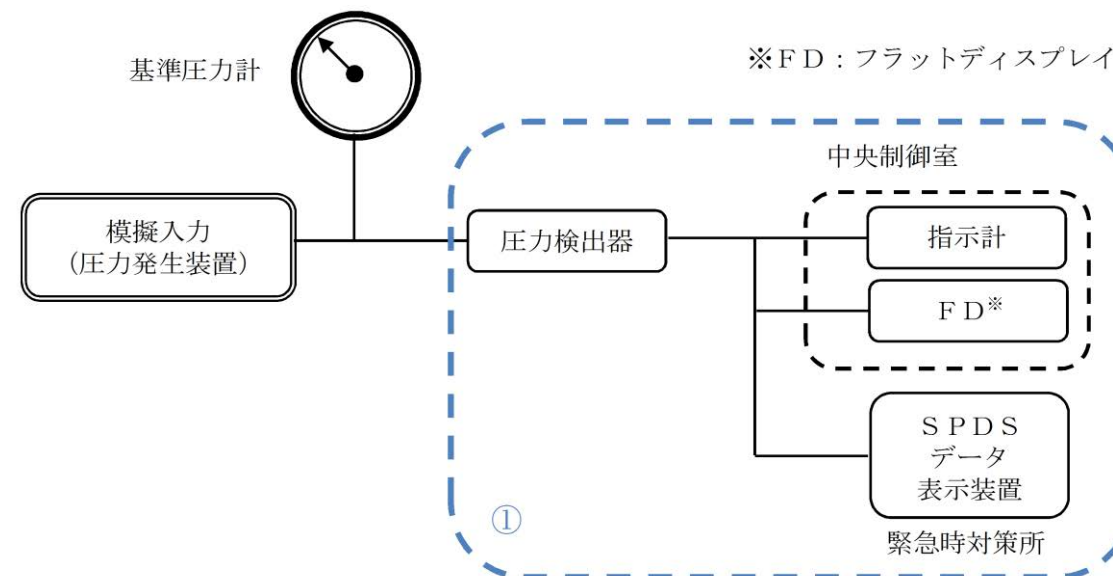 基準圧力計
※ＦＤ：フラットディスプレイ
中央制御室
模擬入力
（圧力発生装置）
圧力検出器
指示計
ＦＤ※
ＳＰＤＳ
データ
表示装置
①
緊急時対策所